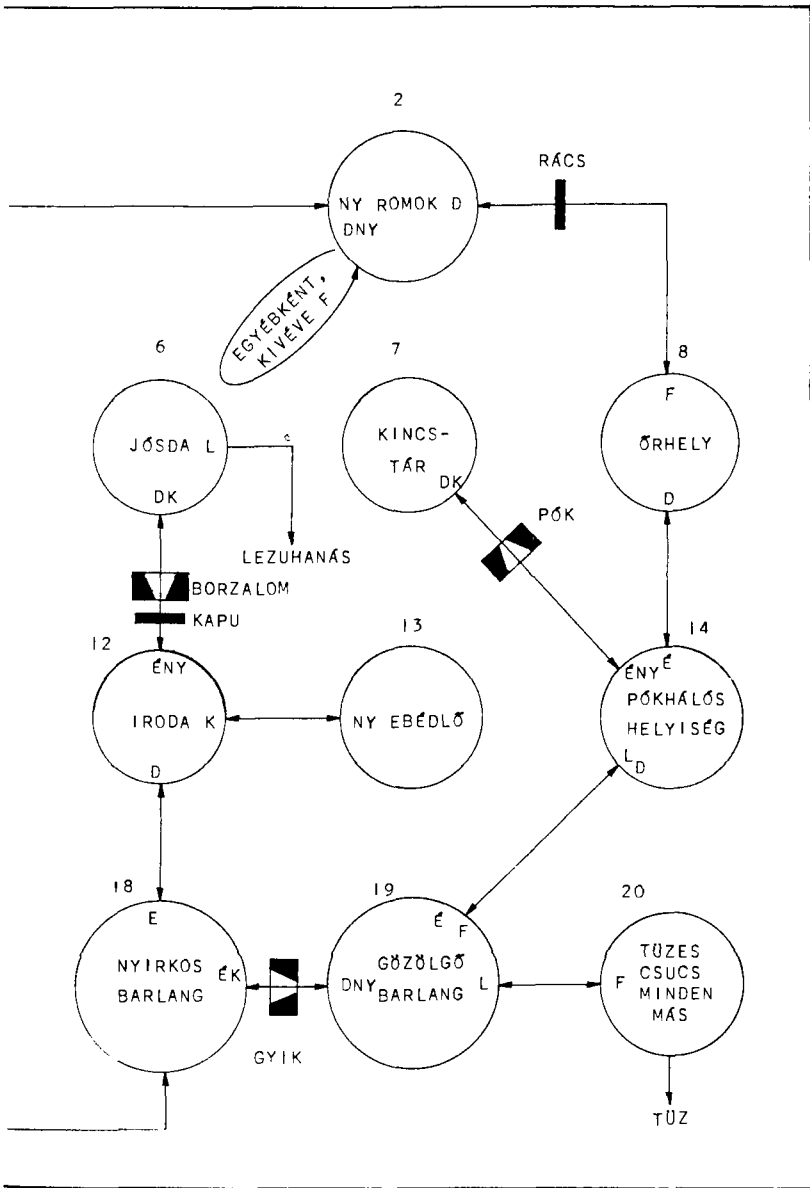 2
RÁCS
NY ROMOK D
DNY
EGYÉBKÉNT,
KIVÉVE F
6
7
8
JÓSDA L
DK
KINCS-
TÁR
DK
F
ŐRHELY
D
PÓK
LEZUHANÁS
BORZALOM
KAPU
12
13
14
ÉNY
IRODA K
D
NY EBÉDLŐ
ÉNY É
PÓKHÁLÓS
HELYISÉG
L D
18
19
20
E
NYIRKOS
ÉK
BARLANG
É F
GŐZÖLGŐ
DNY BARLANG L
TÜZES
CSUCS
F MINDEN
MÁS
GYIK
TŰZ